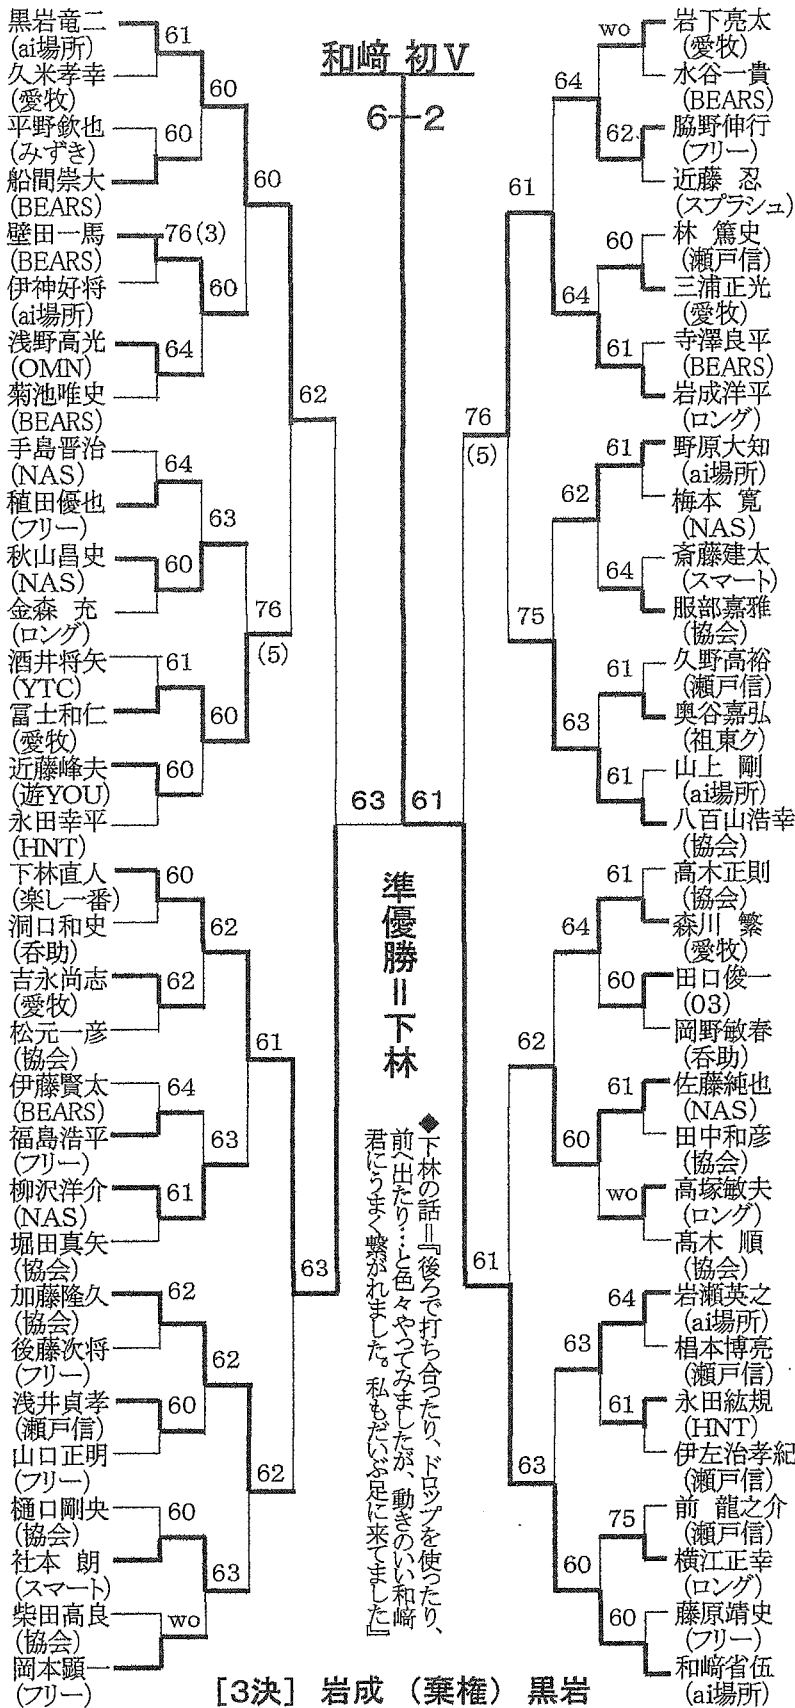 和﨑 初V
6－2
黒岩竜二
(ai場所)
久米孝幸
(愛牧)
平野欽也
(みずき)
船間崇大
(BEARS)
壁田一馬
(BEARS)
伊神好将
(ai場所)
浅野高光
(OMN)
菊池唯史
(BEARS)
手島晋治
(NAS)
植田優也
(フリー)
秋山昌史
(NAS)
金森 充
(ロング)
酒井将矢
(YTC)
冨士和仁
(愛牧)
近藤峰夫
(遊YOU)
永田幸平
(HNT)
下林直人
(楽し一番)
洞口和史
(呑助)
吉永尚志
(愛牧)
松元一彦
(協会)
伊藤賢太
(BEARS)
福島浩平
(フリー)
柳沢洋介
(NAS)
堀田真矢
(協会)
加藤隆久
(協会)
後藤次将
(フリー)
浅井貞孝
(瀬戸信)
山口正明
(フリー)
樋口剛央
(協会)
社本 朗
(スマート)
柴田高良
(協会)
岡本顕一
(フリー)
61
60
76(3)
64
64
60
61
60
60
62
64
61
62
60
60
wo
60
60
63
60
62
63
62
63
60
76
(5)
61
62
62
63
63
61
準優勝＝下林
◆下林の話＝『後ろで打ち合ったり、ドロップを使ったり、
前へ出たり…と色々やってみましたが、動きのいい和﨑
君にうまく繋がれました。私もだいぶ足に来てました』
76
(5)
61
61
75
62
63
64
64
62
63
64
60
63
60
wo
62
60
61
61
64
61
61
61
60
61
wo
64
61
75
60
岩下亮太
(愛牧)
水谷一貴
(BEARS)
脇野伸行
(フリー)
近藤 忍
(スプラシュ)
林 篤史
(瀬戸信)
三浦正光
(愛牧)
寺澤良平
(BEARS)
岩成洋平
(ロング)
野原大知
(ai場所)
梅本 寛
(NAS)
斎藤建太
(スマート)
服部嘉雅
(協会)
久野高裕
(瀬戸信)
奥谷嘉弘
(祖東ク)
山上 剛
(ai場所)
八百山浩幸
(協会)
高木正則
(協会)
森川 繁
(愛牧)
田口俊一
(03)
岡野敏春
(呑助)
佐藤純也
(NAS)
田中和彦
(協会)
高塚敏夫
(ロング)
高木 順
(協会)
岩瀬英之
(ai場所)
椙本博亮
(瀬戸信)
永田紘規
(HNT)
伊左治孝紀
(瀬戸信)
前 龍之介
(瀬戸信)
横江正幸
(ロング)
藤原靖史
(フリー)
和﨑省伍
(ai場所)
[3決] 岩成 (棄権) 黒岩